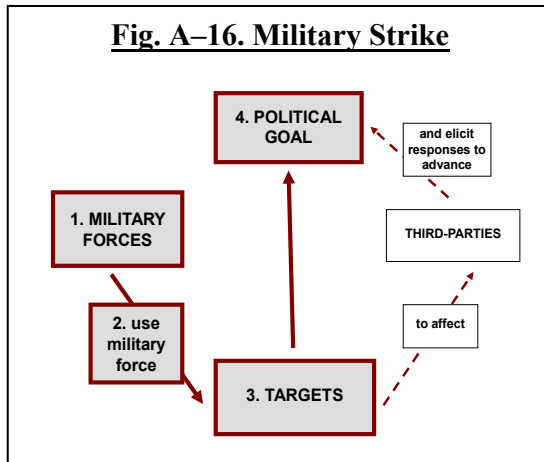 Fig. A–16. Military Strike
4. POLITICAL
GOAL
and elicit
responses to
advance
1. MILITARY
FORCES
THIRD-PARTIES
2. use
military
force
to affect
3. TARGETS